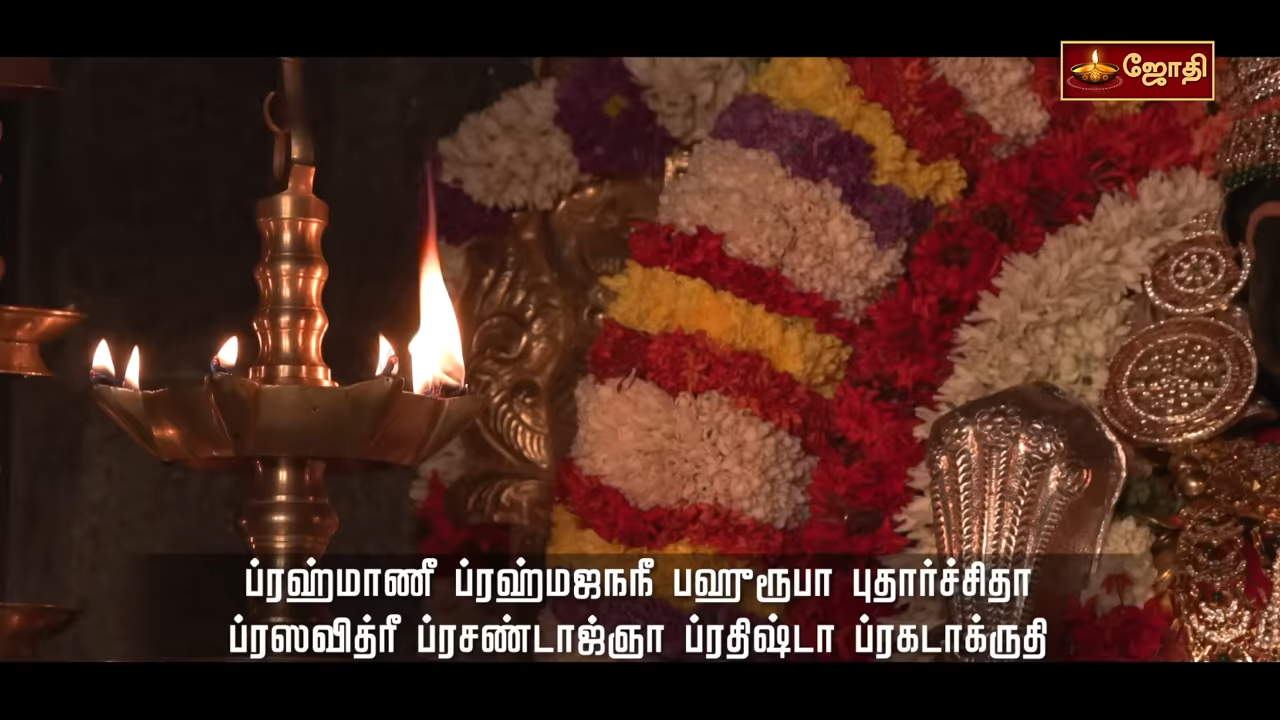 ஜோதி
ப்ரஹ்மாணீ ப்ரஹ்மஜநநீ பஹுரூபா புதார்ச்சிதா
ப்ரஸவித்ரீ ப்ரசண்டாஜ்ஞா ப்ரதிஷ்டா ப்ரகடாக்ருதி